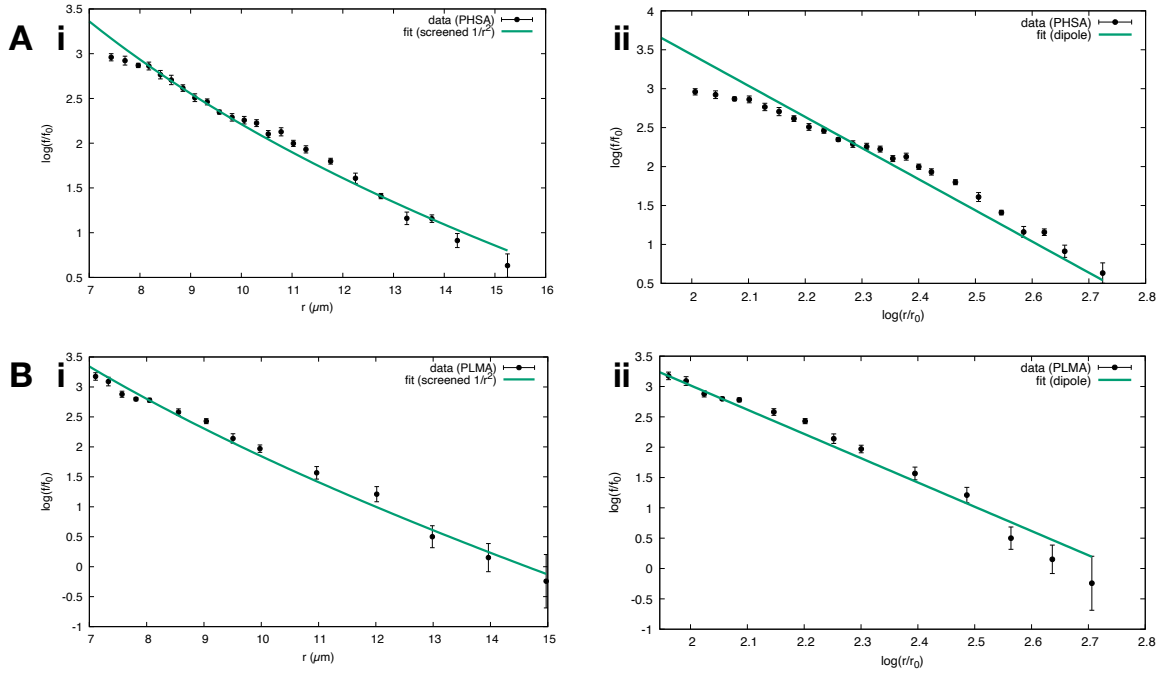 A i
3.5
3
2.5
2
1.5
1
0.5
log(f/f0)
data (PHSA)
fit (screened 1/r²)
7 8 9 10 11 12 13 14 15 16
r (µm)
ii
4
3.5
3
2.5
2
1.5
1
0.5
log(f/f0)
data (PHSA)
fit (dipole)
2 2.1 2.2 2.3 2.4 2.5 2.6 2.7 2.8
log(r/r0)
B i
3.5
3
2.5
2
1.5
1
0.5
0
-0.5
-1
log(f/f0)
data (PLMA)
fit (screened 1/r²)
7 8 9 10 11 12 13 14 15
r (µm)
ii
3.5
3
2.5
2
1.5
1
0.5
0
-0.5
-1
log(f/f0)
data (PLMA)
fit (dipole)
2 2.1 2.2 2.3 2.4 2.5 2.6 2.7 2.8
log(r/r0)